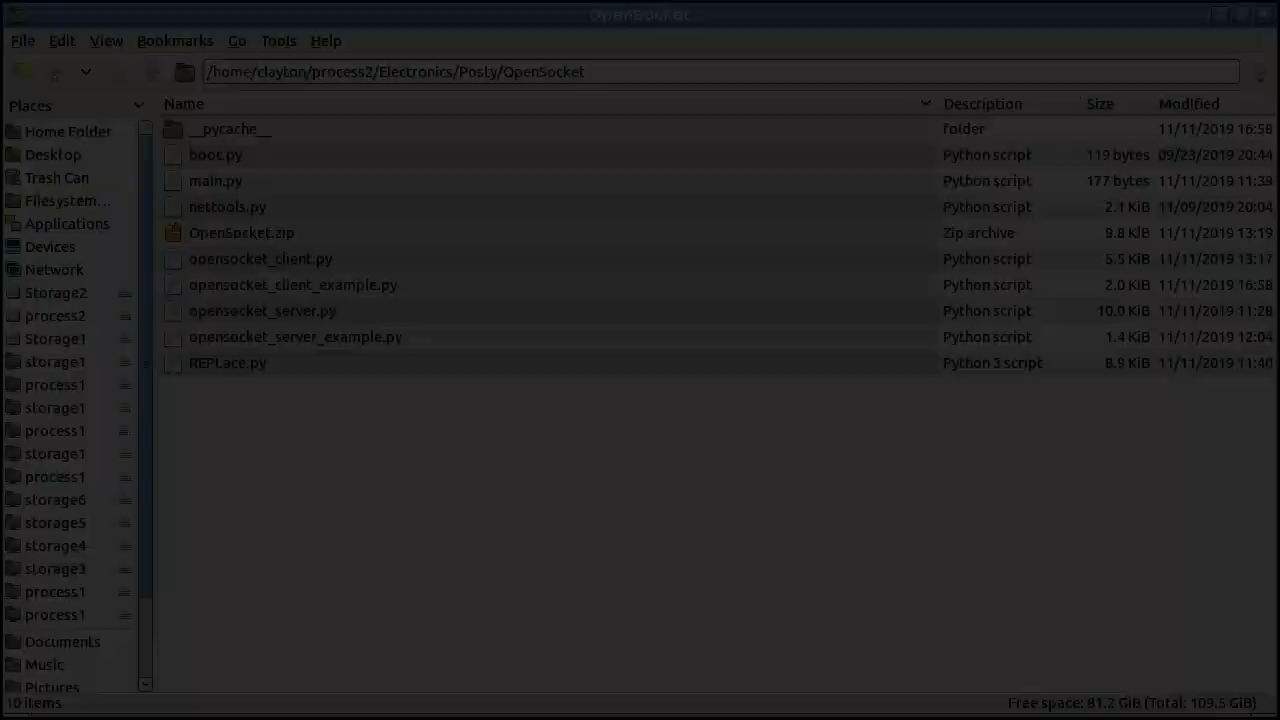 OpenSocket
File Edit View Bookmarks Go Tools Help
/home/clayton/process2/Electronics/Posty/OpenSocket
Places
Name Description Size Modified
Home Folder
Desktop
Trash Can
Filesystem...
Applications
Devices
Network
Storage2
process2
Storage1
storage1
process1
storage1
process1
storage1
process1
storage6
storage5
storage4
storage3
process1
process1
Documents
Music
Pictures
__pycache__ folder 11/11/2019 16:58
boot.py Python script 119 bytes 09/23/2019 20:44
main.py Python script 177 bytes 11/11/2019 11:39
nettools.py Python script 2.1 KiB 11/09/2019 20:04
OpenSocket.zip Zip archive 9.8 KiB 11/11/2019 13:19
opensocket_client.py Python script 5.5 KiB 11/11/2019 13:17
opensocket_client_example.py Python script 2.0 KiB 11/11/2019 16:58
opensocket_server.py Python script 10.0 KiB 11/11/2019 11:28
opensocket_server_example.py Python script 1.4 KiB 11/11/2019 12:04
REPLace.py Python 3 script 8.9 KiB 11/11/2019 11:40
10 items Free space: 81.2 GiB (Total: 109.5 GiB)